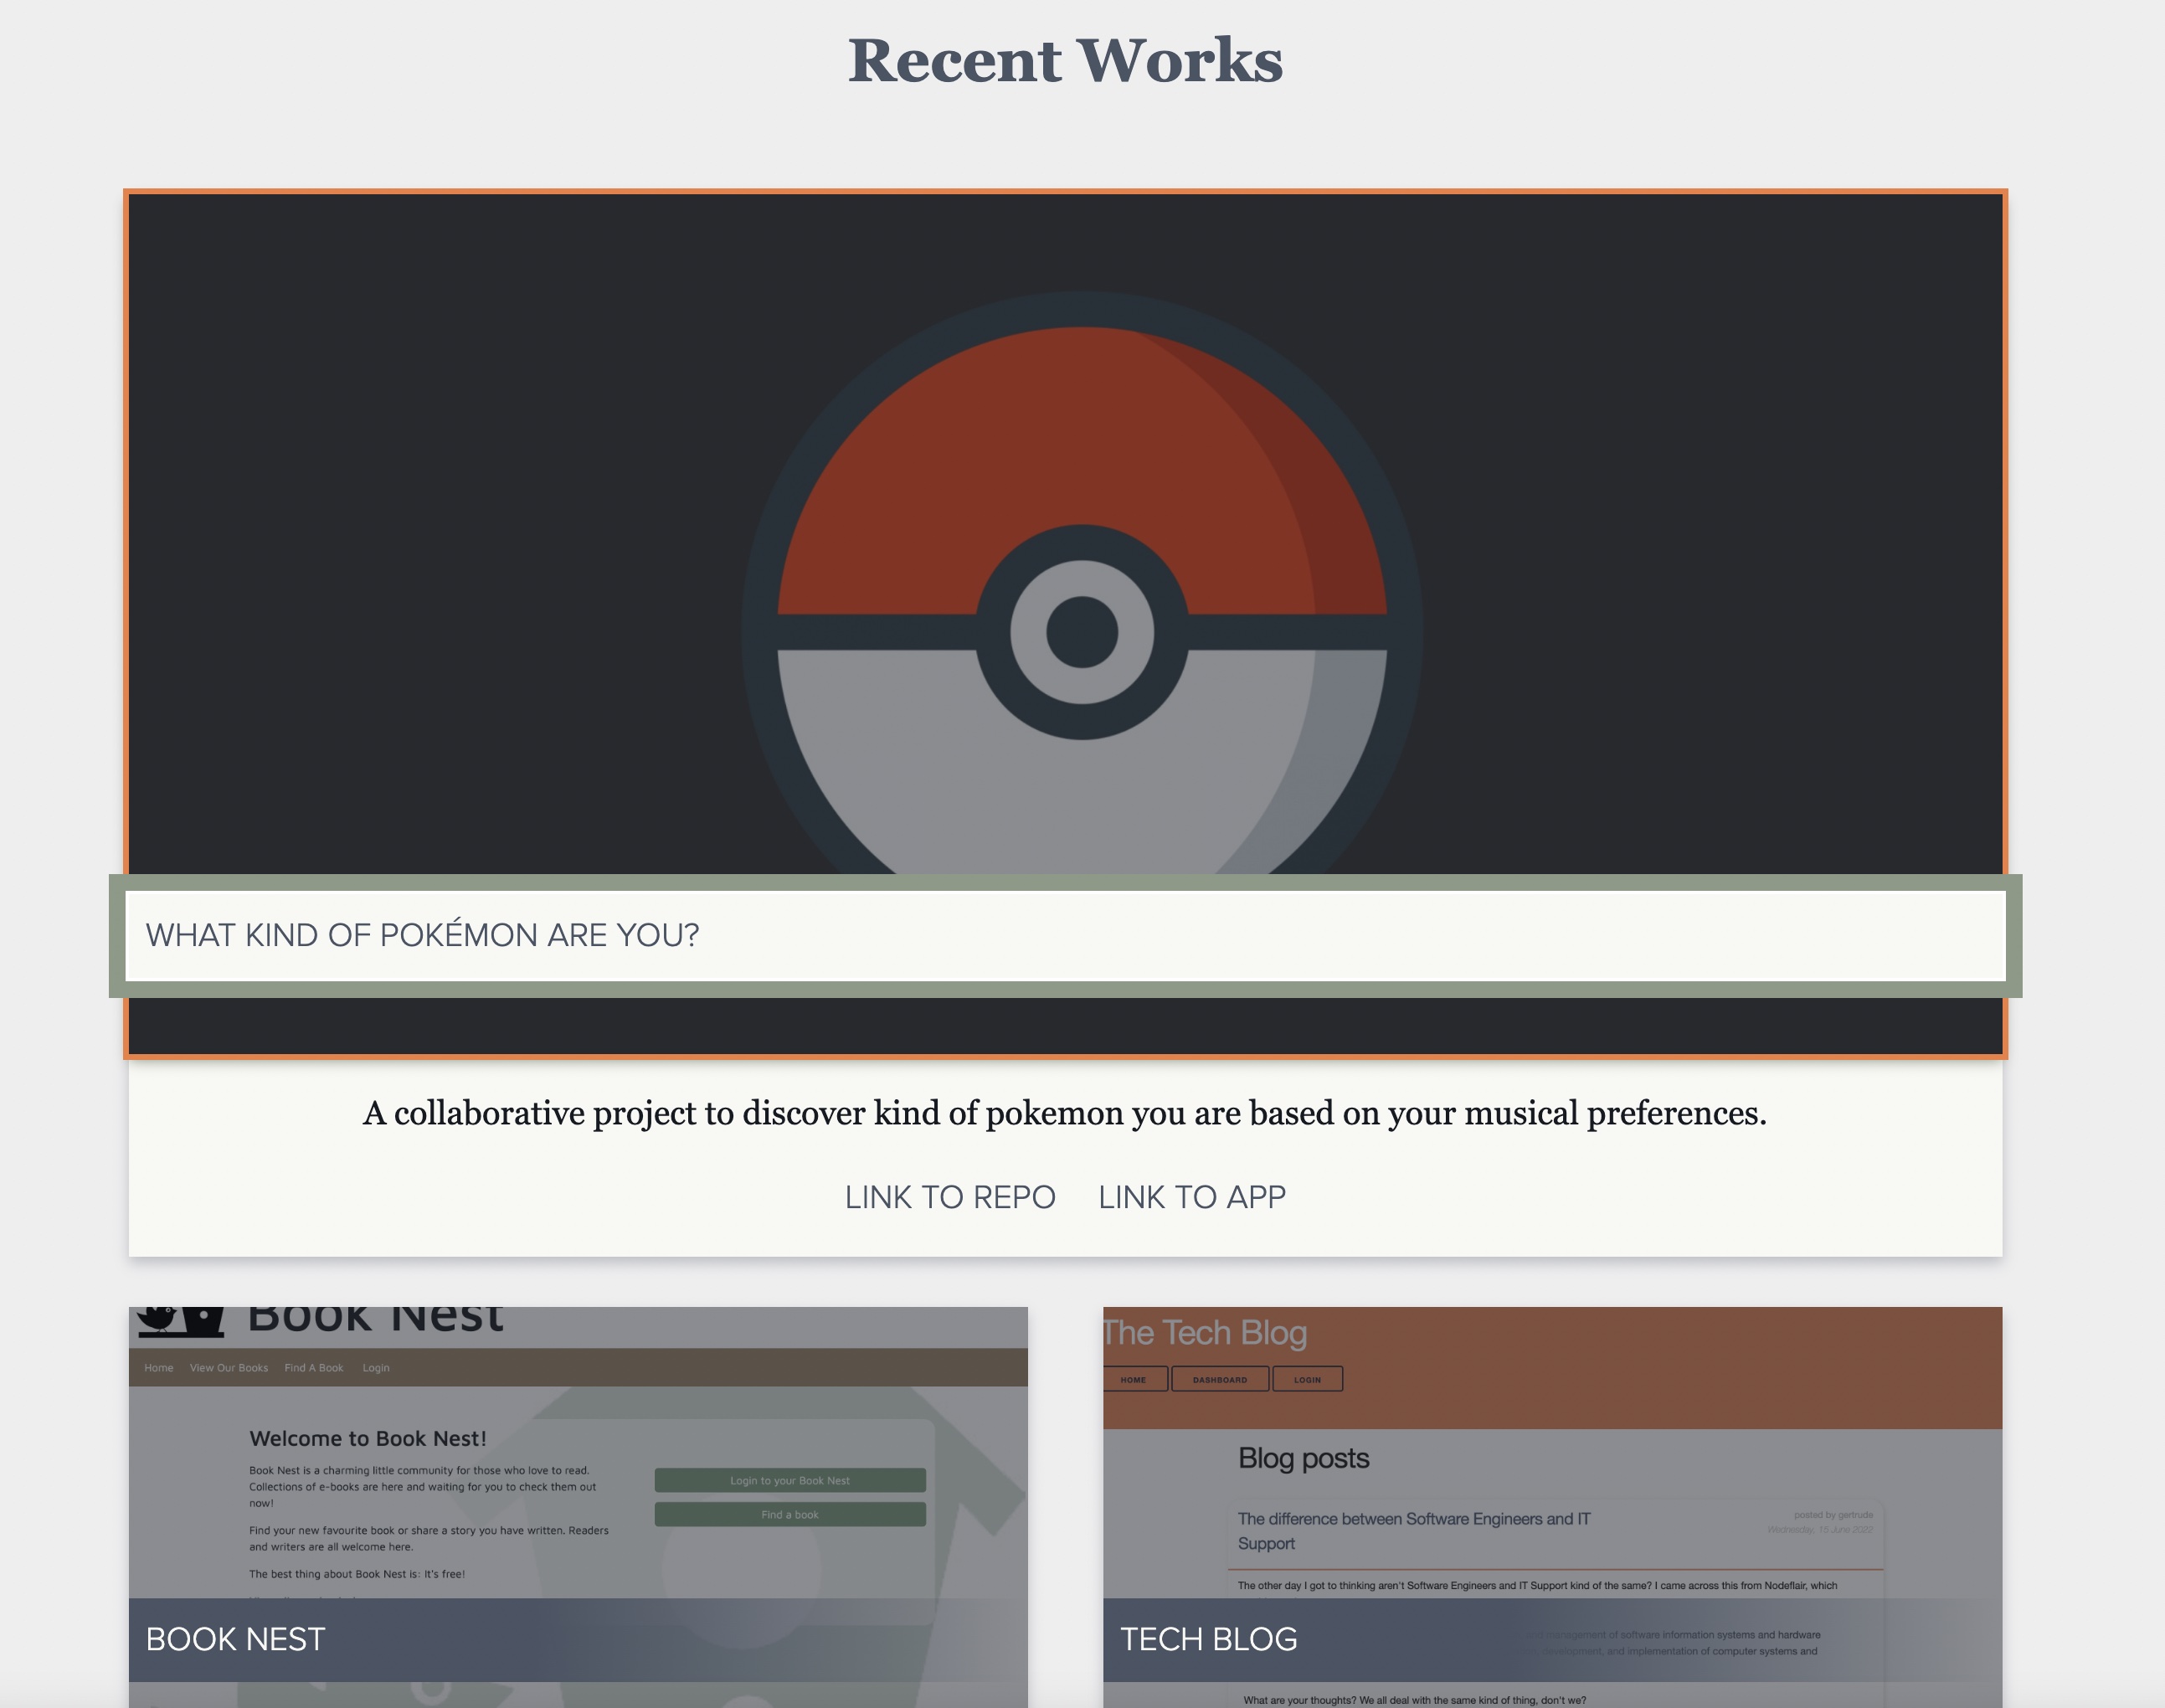 Recent Works
WHAT KIND OF POKÉMON ARE YOU?
A collaborative project to discover kind of pokemon you are based on your musical preferences.
LINK TO REPO LINK TO APP
Book Nest
Home View Our Books Find A Book Login
Welcome to Book Nest!
Book Nest is a charming little community for those who love to read.
Collections of e-books are here and waiting for you to check them out
now!
Find your new favourite book or share a story you have written. Readers
and writers are all welcome here.
The best thing about Book Nest is: It's free!
Login to your Book Nest
Find a book
BOOK NEST
The Tech Blog
HOME DASHBOARD LOGIN
Blog posts
The difference between Software Engineers and IT
Support
posted by gertrude
Wednesday, 15 June 2022
The other day I got to thinking aren't Software Engineers and IT Support kind of the same? I came across this from Nodeflair, which
management of software information systems and hardware
development, and implementation of computer systems and
TECH BLOG
What are your thoughts? We all deal with the same kind of thing, don't we?